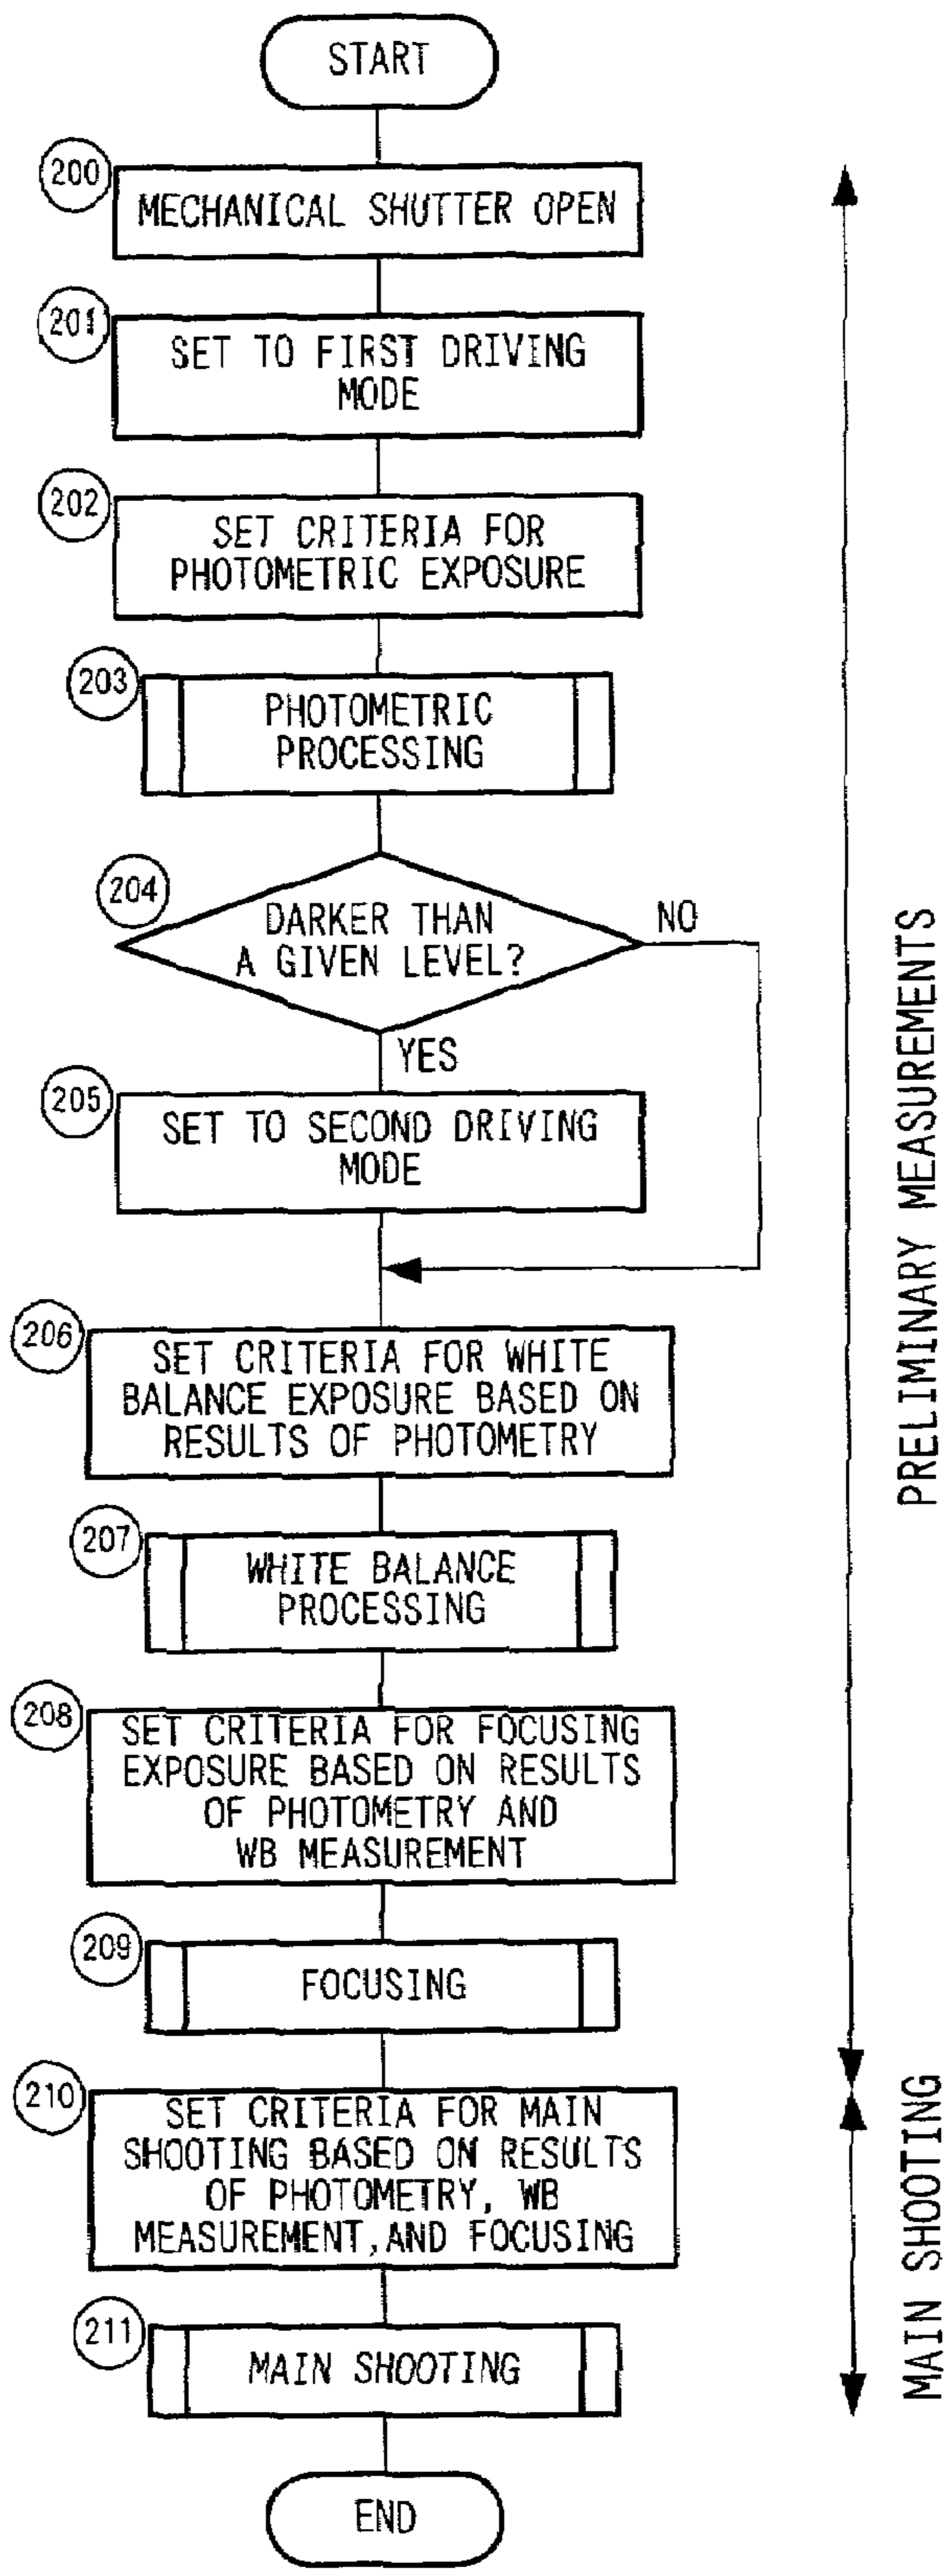 START
200
MECHANICAL SHUTTER OPEN
201
SET TO FIRST DRIVING
MODE
202
SET CRITERIA FOR
PHOTOMETRIC EXPOSURE
203
PHOTOMETRIC
PROCESSING
204
DARKER THAN
A GIVEN LEVEL?
NO
YES
205
SET TO SECOND DRIVING
MODE
206
SET CRITERIA FOR WHITE
BALANCE EXPOSURE BASED ON
RESULTS OF PHOTOMETRY
207
WHITE BALANCE
PROCESSING
208
SET CRITERIA FOR FOCUSING
EXPOSURE BASED ON RESULTS
OF PHOTOMETRY AND
WB MEASUREMENT
209
FOCUSING
210
SET CRITERIA FOR MAIN
SHOOTING BASED ON RESULTS
OF PHOTOMETRY, WB
MEASUREMENT,AND FOCUSING
211
MAIN SHOOTING
END
PRELIMINARY MEASUREMENTS
MAIN SHOOTING